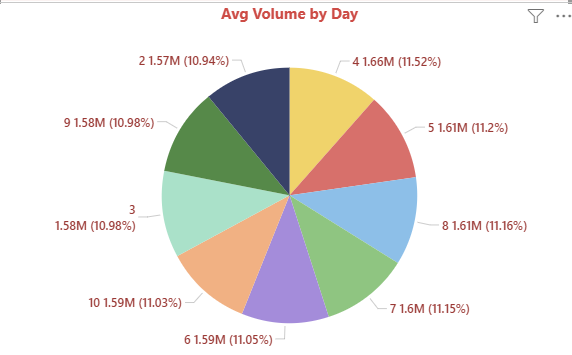 Avg Volume by Day
2 1.57M (10.94%)
4 1.66M (11.52%)
9 1.58M (10.98%)
5 1.61M (11.2%)
3
1.58M (10.98%)
8 1.61M (11.16%)
10 1.59M (11.03%)
7 1.6M (11.15%)
6 1.59M (11.05%)